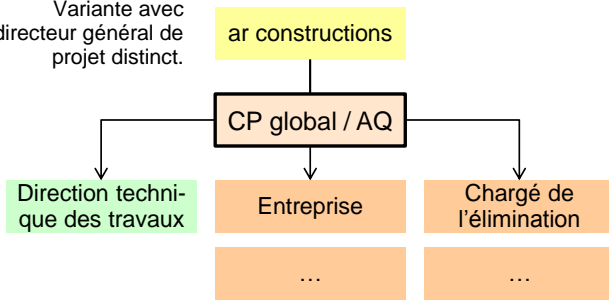 Variante avec
directeur général de
projet distinct.
ar constructions
CP global / AQ
Direction techni-
que des travaux
Entreprise
Chargé de
l'élimination
…
…